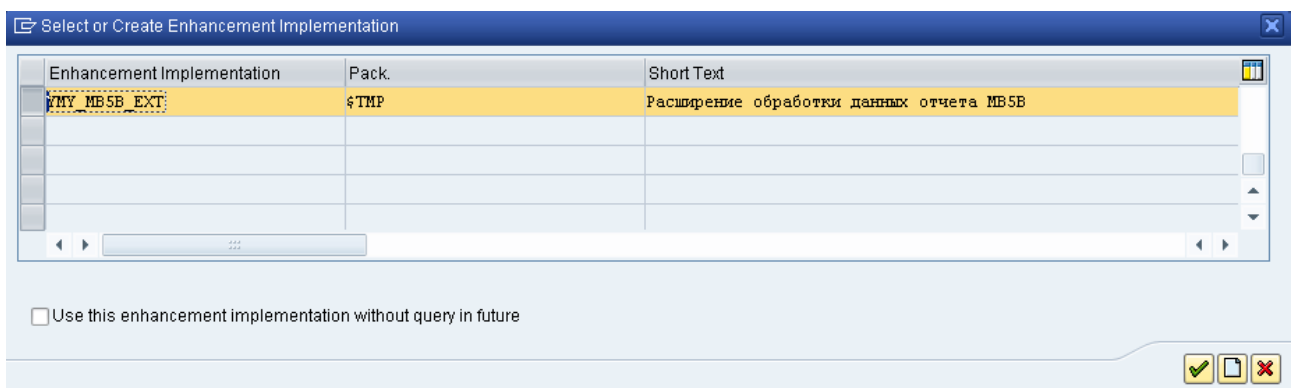 Select or Create Enhancement Implementation
Enhancement Implementation Pack. Short Text
YMY_MB5B_EXT $TMP Расширение обработки данных отчета MB5B
Use this enhancement implementation without query in future